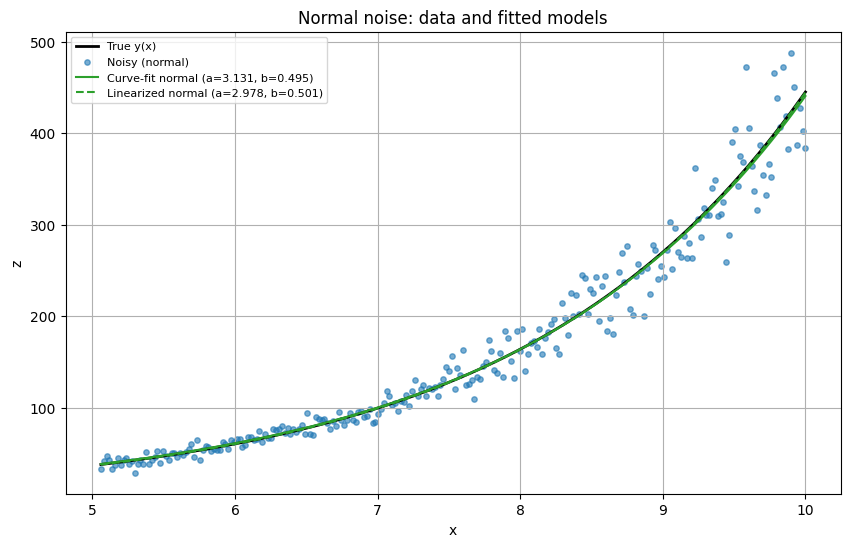 Normal noise: data and fitted models
True y(x)
Noisy (normal)
Curve-fit normal (a=3.131, b=0.495)
Linearized normal (a=2.978, b=0.501)
500
400
300
200
100
z
5 6 7 8 9 10
x